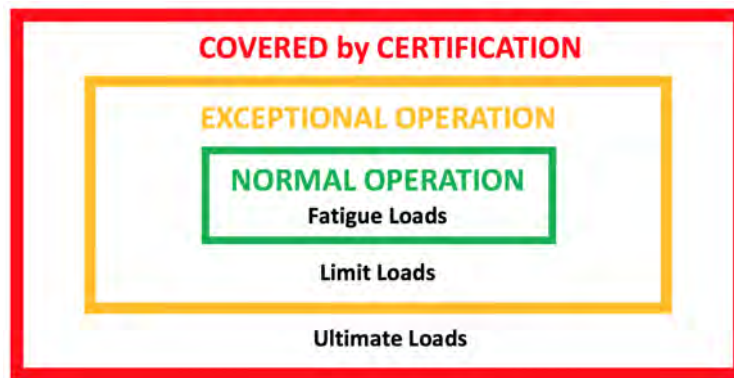 COVERED by CERTIFICATION
EXCEPTIONAL OPERATION
NORMAL OPERATION
Fatigue Loads
Limit Loads
Ultimate Loads